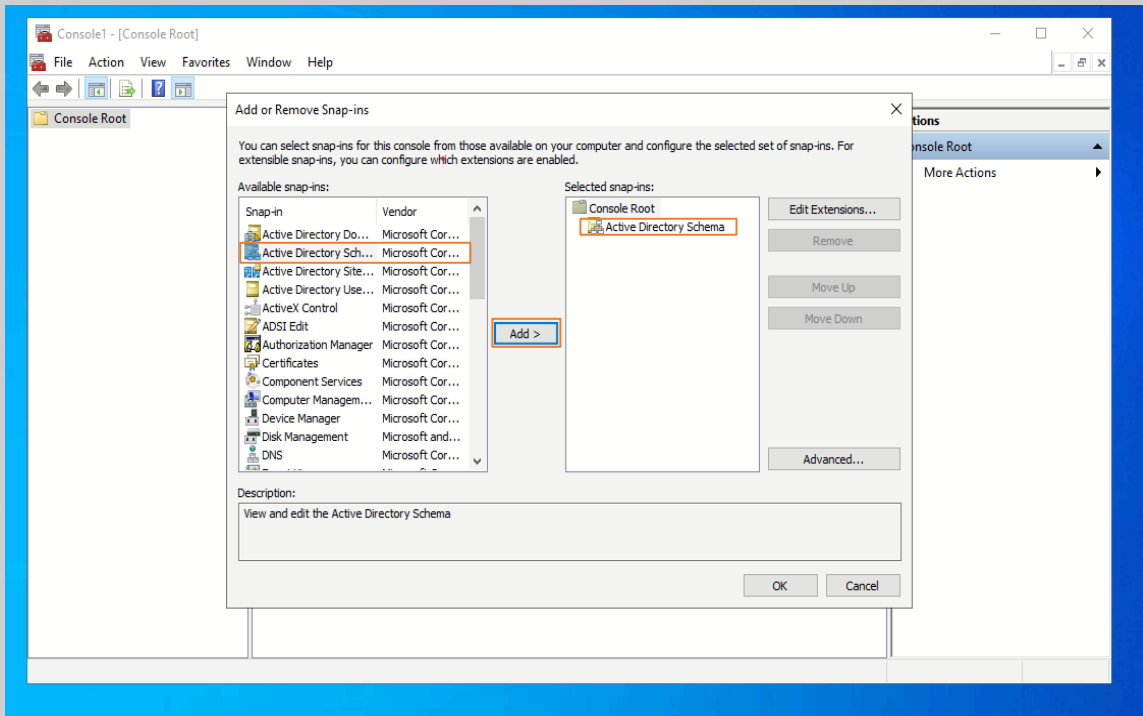 Console1 - [Console Root]
File Action View Favorites Window Help
Console Root
Add or Remove Snap-ins
You can select snap-ins for this console from those available on your computer and configure the selected set of snap-ins. For
extensible snap-ins, you can configure which extensions are enabled.
Available snap-ins:
Snap-in Vendor
Active Directory Do... Microsoft Cor...
Active Directory Sch... Microsoft Cor...
Active Directory Site... Microsoft Cor...
Active Directory Use... Microsoft Cor...
ActiveX Control Microsoft Cor...
ADSI Edit Microsoft Cor...
Authorization Manager Microsoft Cor...
Certificates Microsoft Cor...
Component Services Microsoft Cor...
Computer Managem... Microsoft Cor...
Device Manager Microsoft Cor...
Disk Management Microsoft and...
DNS Microsoft Cor...
Add >
Selected snap-ins:
Console Root
Active Directory Schema
Edit Extensions...
Remove
Move Up
Move Down
Advanced...
Description:
View and edit the Active Directory Schema
OK Cancel
tions
onsole Root
More Actions